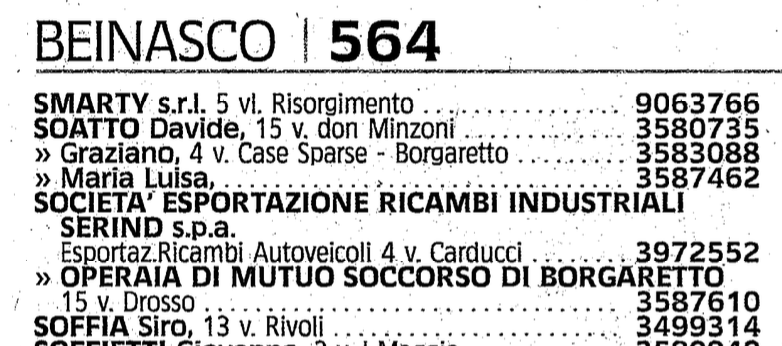 BEINASCO | 564
SMARTY s.r.l. 5 vl. Risorgimento .................. 9063766
SOATTO Davide, 15 v. don Minzoni .............. 3580735
» Graziano, 4 v. Case Sparse - Borgaretto ......... 3583088
» Maria Luisa, ................................... 3587462
SOCIETA' ESPORTAZIONE RICAMBI INDUSTRIALI
SERIND s.p.a.
Esportaz.Ricambi Autoveicoli 4 v. Carducci ........ 3972552
» OPERAIA DI MUTUO SOCCORSO DI BORGARETTO
15 v. Drosso .................................... 3587610
SOFFIA Siro, 13 v. Rivoli ......................... 3499314